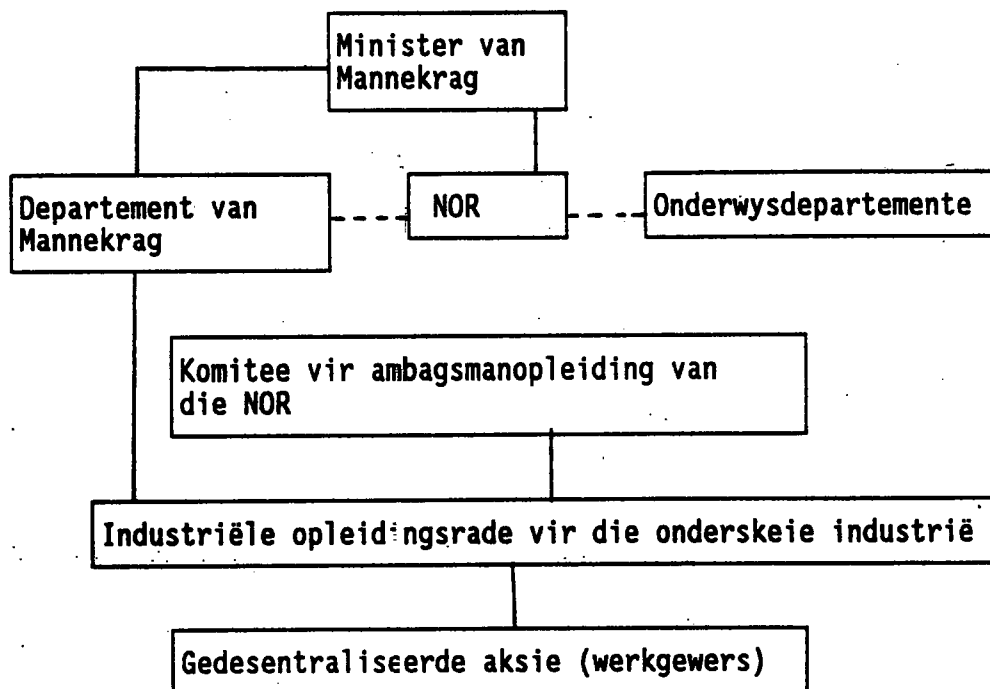 Minister van
Mannekrag
Departement van
Mannekrag
NOR
Onderwysdepartemente
Komitee vir ambagsmanopleiding van
die NOR
Industriële opleidingsrade vir die onderskeie industrië
Gedesentraliseerde aksie (werkgewers)